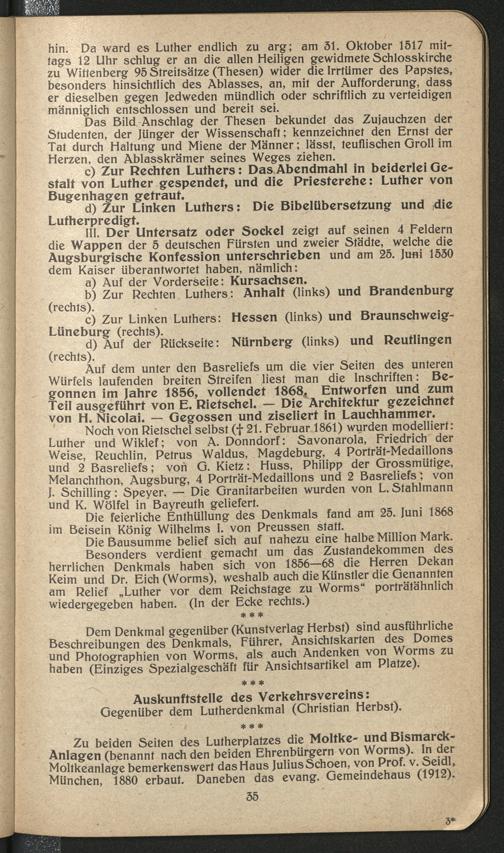 hin. Da ward es Luther endlich zu arg; am 31. Oktober 1517 mit-
tags 12 Uhr schlug er an die allen Heiligen gewidmete Schlosskirche
zu Wittenberg 95 Streitsätze (Thesen) wider die Irrtümer des Papstes,
besonders hinsichtlich des Ablasses, an, mit der Aufforderung, dass
er dieselben gegen Jedweden mündlich oder schriftlich zu verteidigen
männiglich entschlossen und bereit sei.
Das Bild Anschlag der Thesen bekundet das Zujauchzen der
Studenten, der Jünger der Wissenschaft; kennzeichnet den Ernst der
Tat durch Haltung und Miene der Männer; lässt, teuflischen Groll im
Herzen, den Ablasskrämer seines Weges ziehen.
c) Zur Rechten Luthers: Das Abendmahl in beiderlei Ge-
stalt von Luther gespendet, und die Priesterehe: Luther von
Bugenhagen getraut.
d) Zur Linken Luthers: Die Bibelübersetzung und die
Lutherpredigt.
III. Der Untersatz oder Sockel zeigt auf seinen 4 Feldern
die Wappen der 5 deutschen Fürsten und zweier Städte, welche die
Augsburgische Konfession unterschrieben und am 25. Juni 1530
dem Kaiser überantwortet haben, nämlich:
a) Auf der Vorderseite: Kursachsen.
b) Zur Rechten Luthers: Anhalt (links) und Brandenburg
(rechts).
c) Zur Linken Luthers: Hessen (links) und Braunschweig-
Lüneburg (rechts).
d) Auf der Rückseite: Nürnberg (links) und Reutlingen
(rechts).
Auf dem unter den Basreliefs um die vier Seiten des unteren
Würfels laufenden breiten Streifen liest man die Inschriften: Be-
gonnen im Jahre 1856, vollendet 1868, Entworfen und zum
Teil ausgeführt von E. Rietschel. — Die Architektur gezeichnet
von H. Nicolai. — Gegossen und ziseliert in Lauchhammer.
Noch von Rietschel selbst († 21. Februar 1861) wurden modelliert:
Luther und Wiklef; von A. Donndorf: Savonarola, Friedrich der
Weise, Reuchlin, Petrus Waldus, Magdeburg, 4 Porträt-Medaillons
und 2 Basreliefs; von G. Kietz: Huss, Philipp der Grossmütige,
Melanchthon, Augsburg, 4 Porträt-Medaillons und 2 Basreliefs; von
J. Schilling: Speyer. — Die Granitarbeiten wurden von L. Stahlmann
und K. Wölfel in Bayreuth geliefert.
Die feierliche Enthüllung des Denkmals fand am 25. Juni 1868
im Beisein König Wilhelms I. von Preussen statt.
Die Bausumme belief sich auf nahezu eine halbe Million Mark.
Besonders verdient gemacht um das Zustandekommen des
herrlichen Denkmals haben sich von 1856—68 die Herren Dekan
Keim und Dr. Eich (Worms), weshalb auch die Künstler die Genannten
am Relief „Luther vor dem Reichstage zu Worms“ porträtähnlich
wiedergegeben haben. (In der Ecke rechts.)
***
Dem Denkmal gegenüber (Kunstverlag Herbst) sind ausführliche
Beschreibungen des Denkmals, Führer, Ansichtskarten des Domes
und Photographien von Worms, als auch Andenken von Worms zu
haben (Einziges Spezialgeschäft für Ansichtsartikel am Platze).
***
Auskunftstelle des Verkehrsvereins:
Gegenüber dem Lutherdenkmal (Christian Herbst).
***
Zu beiden Seiten des Lutherplatzes die Moltke- und Bismarck-
Anlagen (benannt nach den beiden Ehrenbürgern von Worms). In der
Moltkeanlage bemerkenswert das Haus Julius Schoen, von Prof. v. Seidl,
München, 1880 erbaut. Daneben das evang. Gemeindehaus (1912).
35
3*